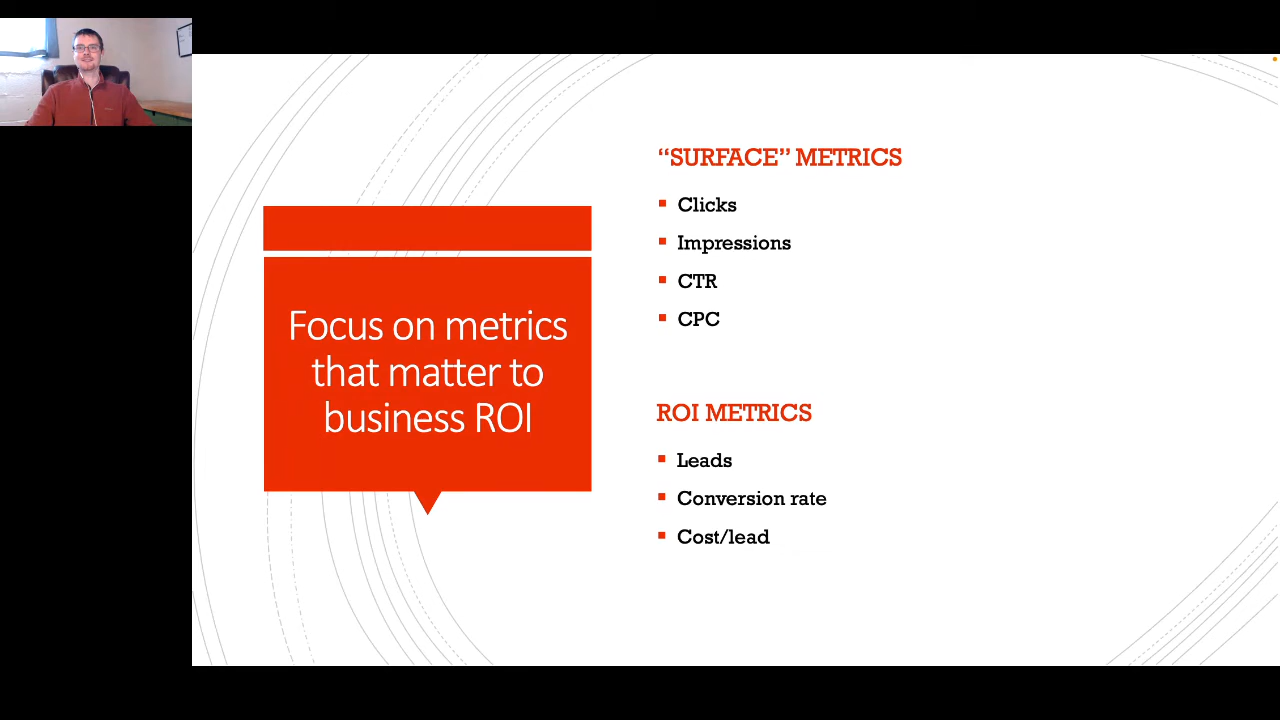 Focus on metrics
that matter to
business ROI
“SURFACE” METRICS
Clicks
Impressions
CTR
CPC
ROI METRICS
Leads
Conversion rate
Cost/lead